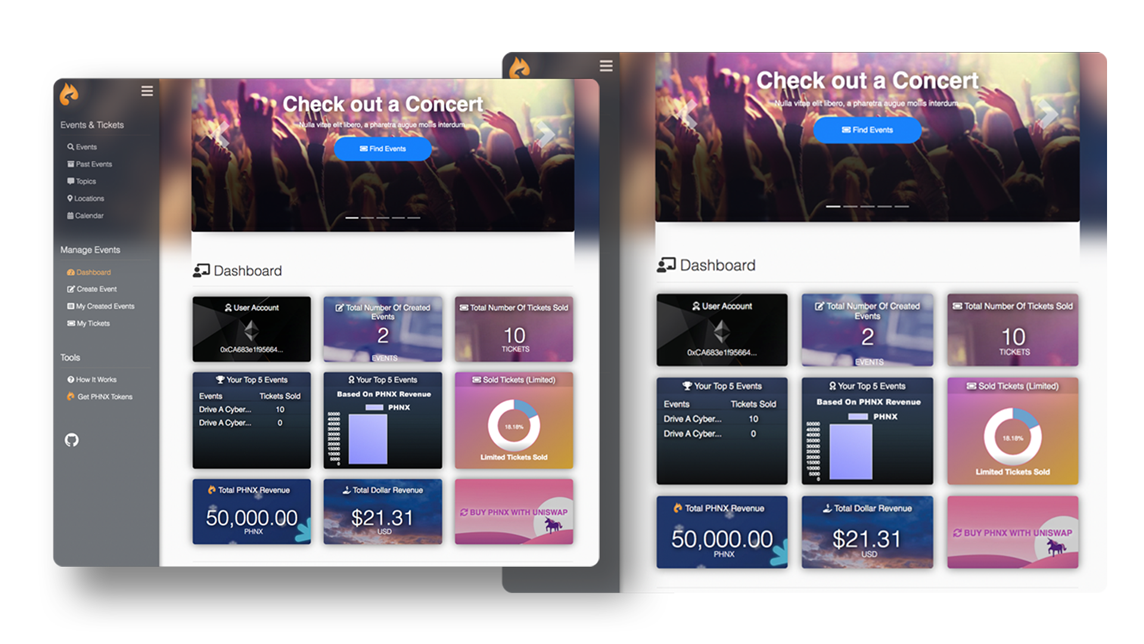 Check out a Concert
Nulla vitae elit libero, a pharetra augue mollis interdum.
Find Events
Events & Tickets
Events
Past Events
Topics
Locations
Calendar
Manage Events
Dashboard
Create Event
My Created Events
My Tickets
Tools
How It Works
Get PHNX Tokens
Dashboard
User Account
0xCA683e1f95664...
Total Number Of Created
Events
2
EVENTS
Total Number Of Tickets Sold
10
TICKETS
Your Top 5 Events
Events Tickets Sold
Drive A Cyber... 10
Drive A Cyber... 0
Your Top 5 Events
Based On PHNX Revenue
PHNX
50000
45000
40000
35000
30000
25000
20000
15000
10000
5000
0
Sold Tickets (Limited)
18.18%
Limited Tickets Sold
Total PHNX Revenue
50,000.00
PHNX
Total Dollar Revenue
$21.31
USD
BUY PHNX WITH UNISWAP
Check out a Concert
Nulla vitae elit libero, a pharetra augue mollis interdum.
Find Events
Dashboard
User Account
0xCA683e1f95664...
Total Number Of Created
Events
2
EVENTS
Total Number Of Tickets Sold
10
TICKETS
Your Top 5 Events
Events Tickets Sold
Drive A Cyber... 10
Drive A Cyber... 0
Your Top 5 Events
Based On PHNX Revenue
PHNX
50000
45000
40000
35000
30000
25000
20000
15000
10000
5000
0
Sold Tickets (Limited)
18.18%
Limited Tickets Sold
Total PHNX Revenue
50,000.00
PHNX
Total Dollar Revenue
$21.31
USD
BUY PHNX WITH UNISWAP